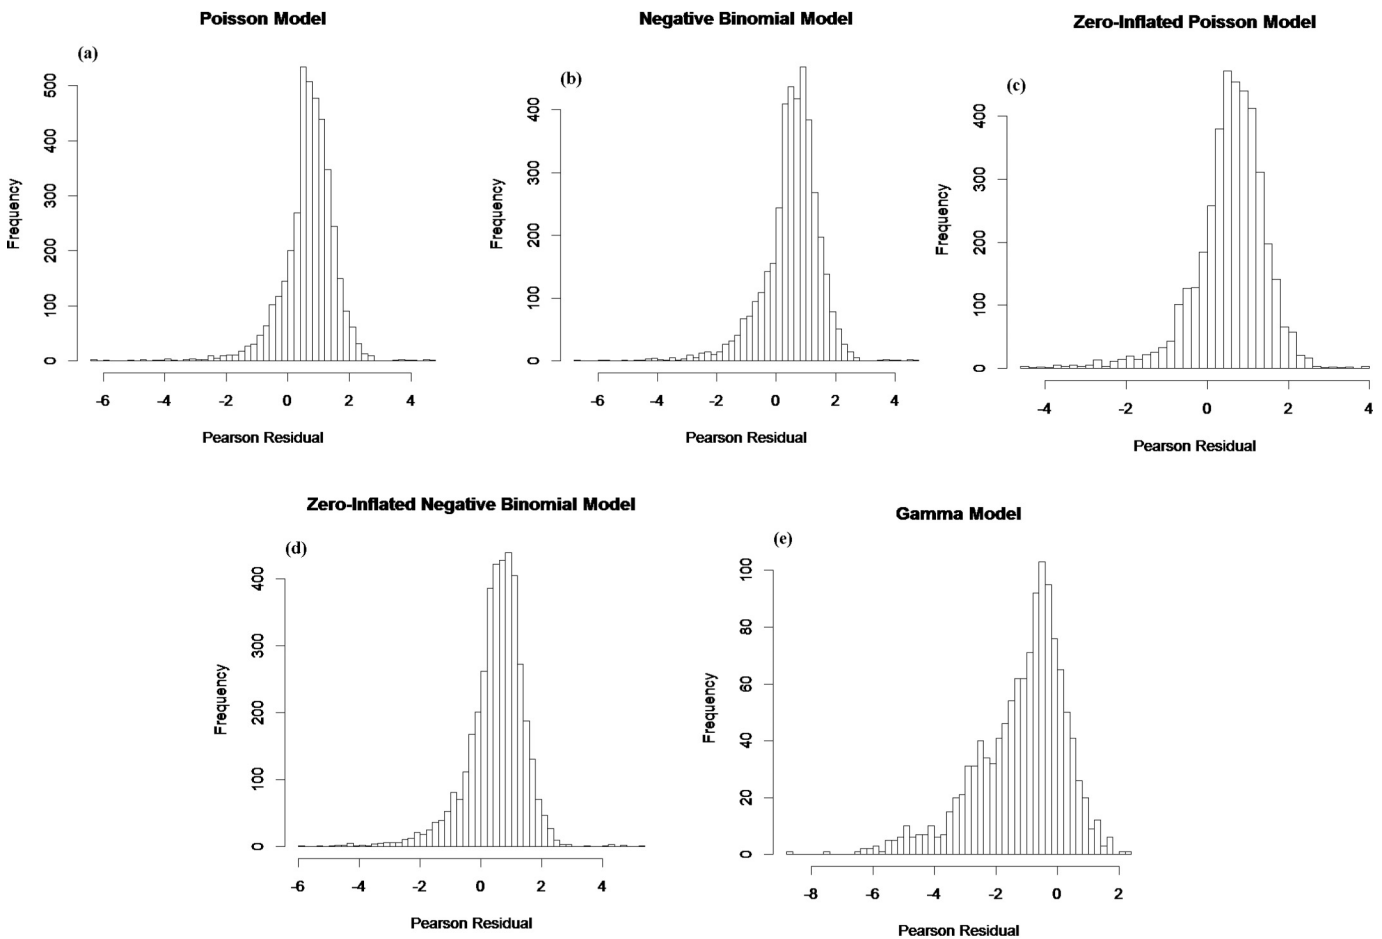 Poisson Model
(a)
500
400
300
200
100
0
Frequency
-6 -4 -2 0 2 4
Pearson Residual
Negative Binomial Model
(b)
400
300
200
100
0
Frequency
-6 -4 -2 0 2 4
Pearson Residual
Zero-Inflated Poisson Model
(c)
400
300
200
100
0
Frequency
-4 -2 0 2 4
Pearson Residual
Zero-Inflated Negative Binomial Model
(d)
400
300
200
100
0
Frequency
-6 -4 -2 0 2 4
Pearson Residual
Gamma Model
(e)
100
80
60
40
20
0
Frequency
-8 -6 -4 -2 0 2
Pearson Residual